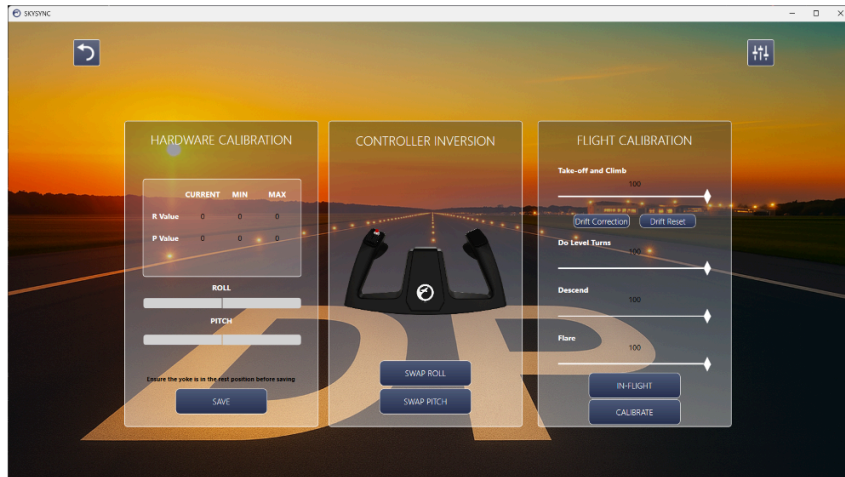 SKYSYNC
HARDWARE CALIBRATION
CURRENT MIN MAX
R Value 0 0 0
P Value 0 0 0
ROLL
PITCH
Ensure the yoke is in the rest position before saving
SAVE
CONTROLLER INVERSION
SWAP ROLL
SWAP PITCH
FLIGHT CALIBRATION
Take-off and Climb
100
Drift Correction Drift Reset
Do Level Turns
100
Descend
100
Flare
100
IN-FLIGHT
CALIBRATE